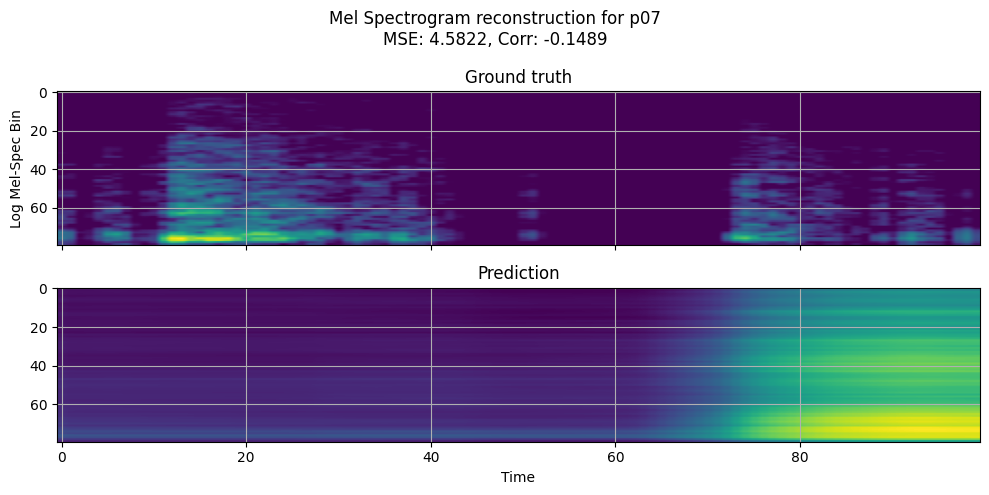 Mel Spectrogram reconstruction for p07
MSE: 4.5822, Corr: -0.1489
Ground truth
0
20
40
60
Log Mel-Spec Bin
Prediction
0
20
40
60
0 20 40 60 80
Time